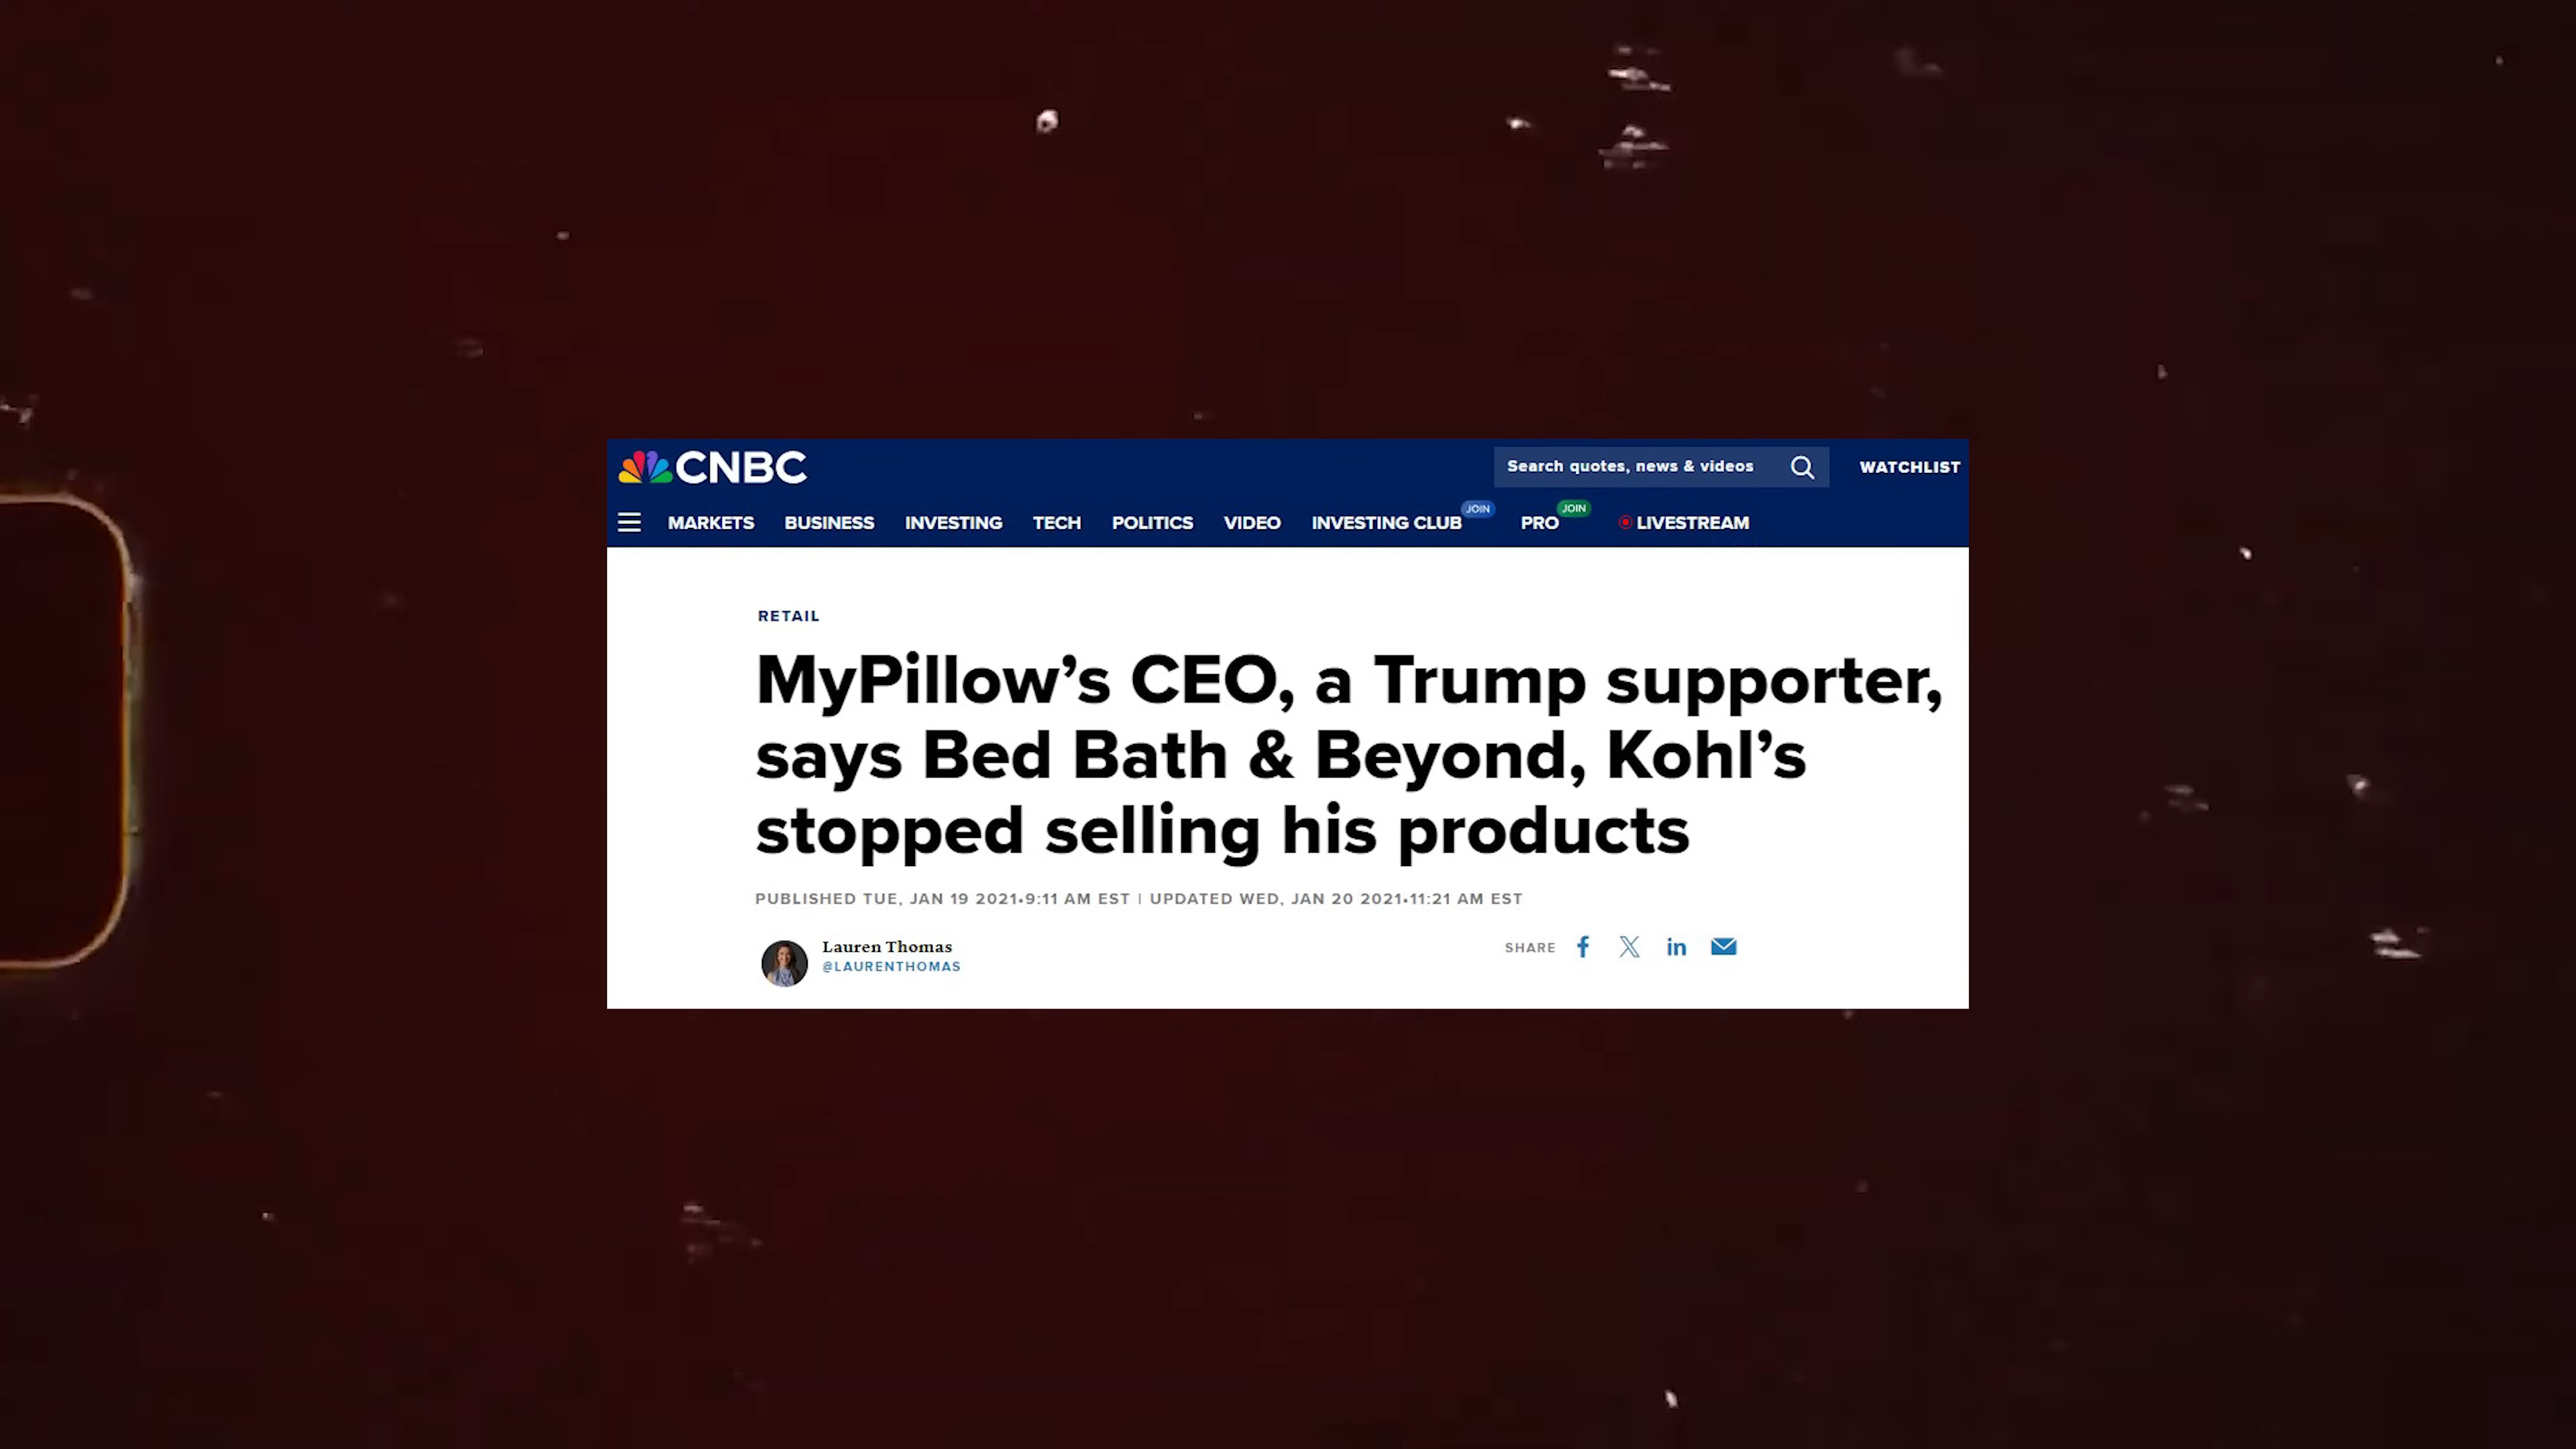 CNBC
Search quotes, news & videos
WATCHLIST
MARKETS BUSINESS INVESTING TECH POLITICS VIDEO INVESTING CLUB JOIN PRO JOIN LIVESTREAM
RETAIL
MyPillow’s CEO, a Trump supporter,
says Bed Bath & Beyond, Kohl’s
stopped selling his products
PUBLISHED TUE, JAN 19 2021•9:11 AM EST | UPDATED WED, JAN 20 2021•11:21 AM EST
Lauren Thomas
@LAURENTHOMAS
SHARE